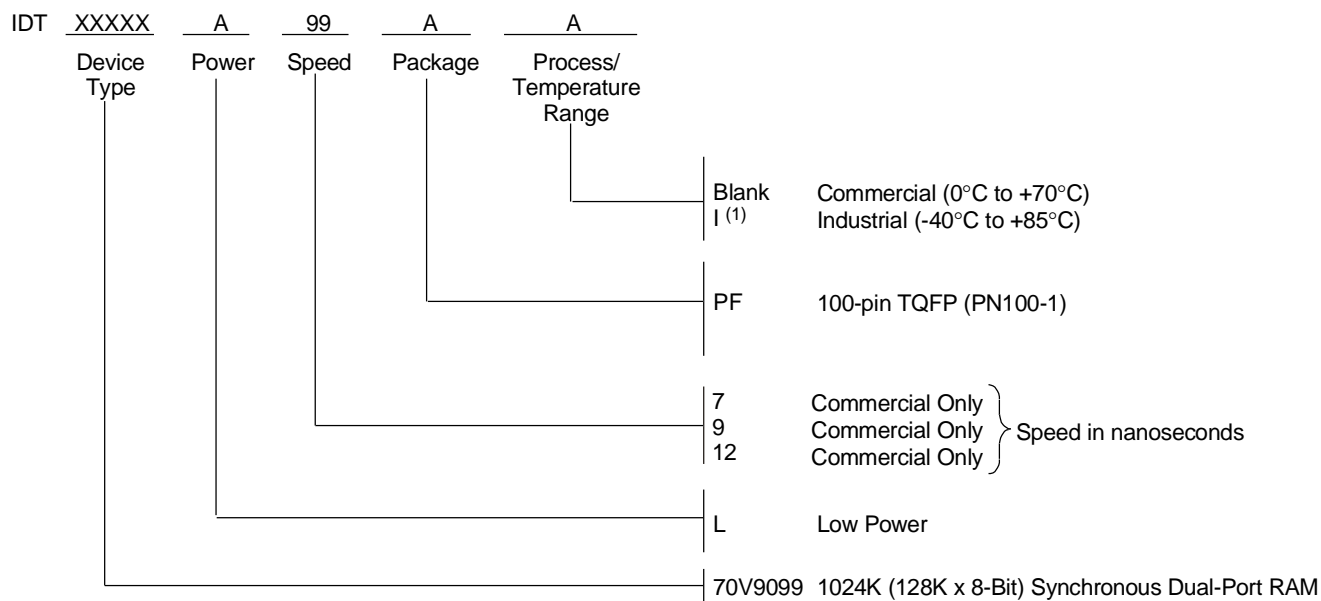 IDT XXXXX A 99 A A
Device Type
Power
Speed
Package
Process/
Temperature
Range
Blank Commercial (0°C to +70°C)
I (1) Industrial (-40°C to +85°C)
PF 100-pin TQFP (PN100-1)
7 Commercial Only
9 Commercial Only Speed in nanoseconds
12 Commercial Only
L Low Power
70V9099 1024K (128K x 8-Bit) Synchronous Dual-Port RAM